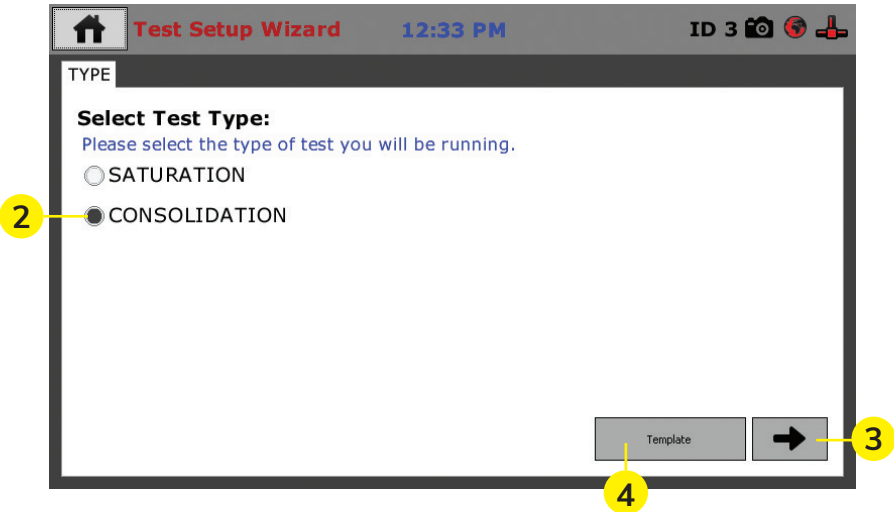 Test Setup Wizard 12:33 PM ID 3
TYPE
Select Test Type:
Please select the type of test you will be running.
SATURATION
2 CONSOLIDATION
Template 3
4